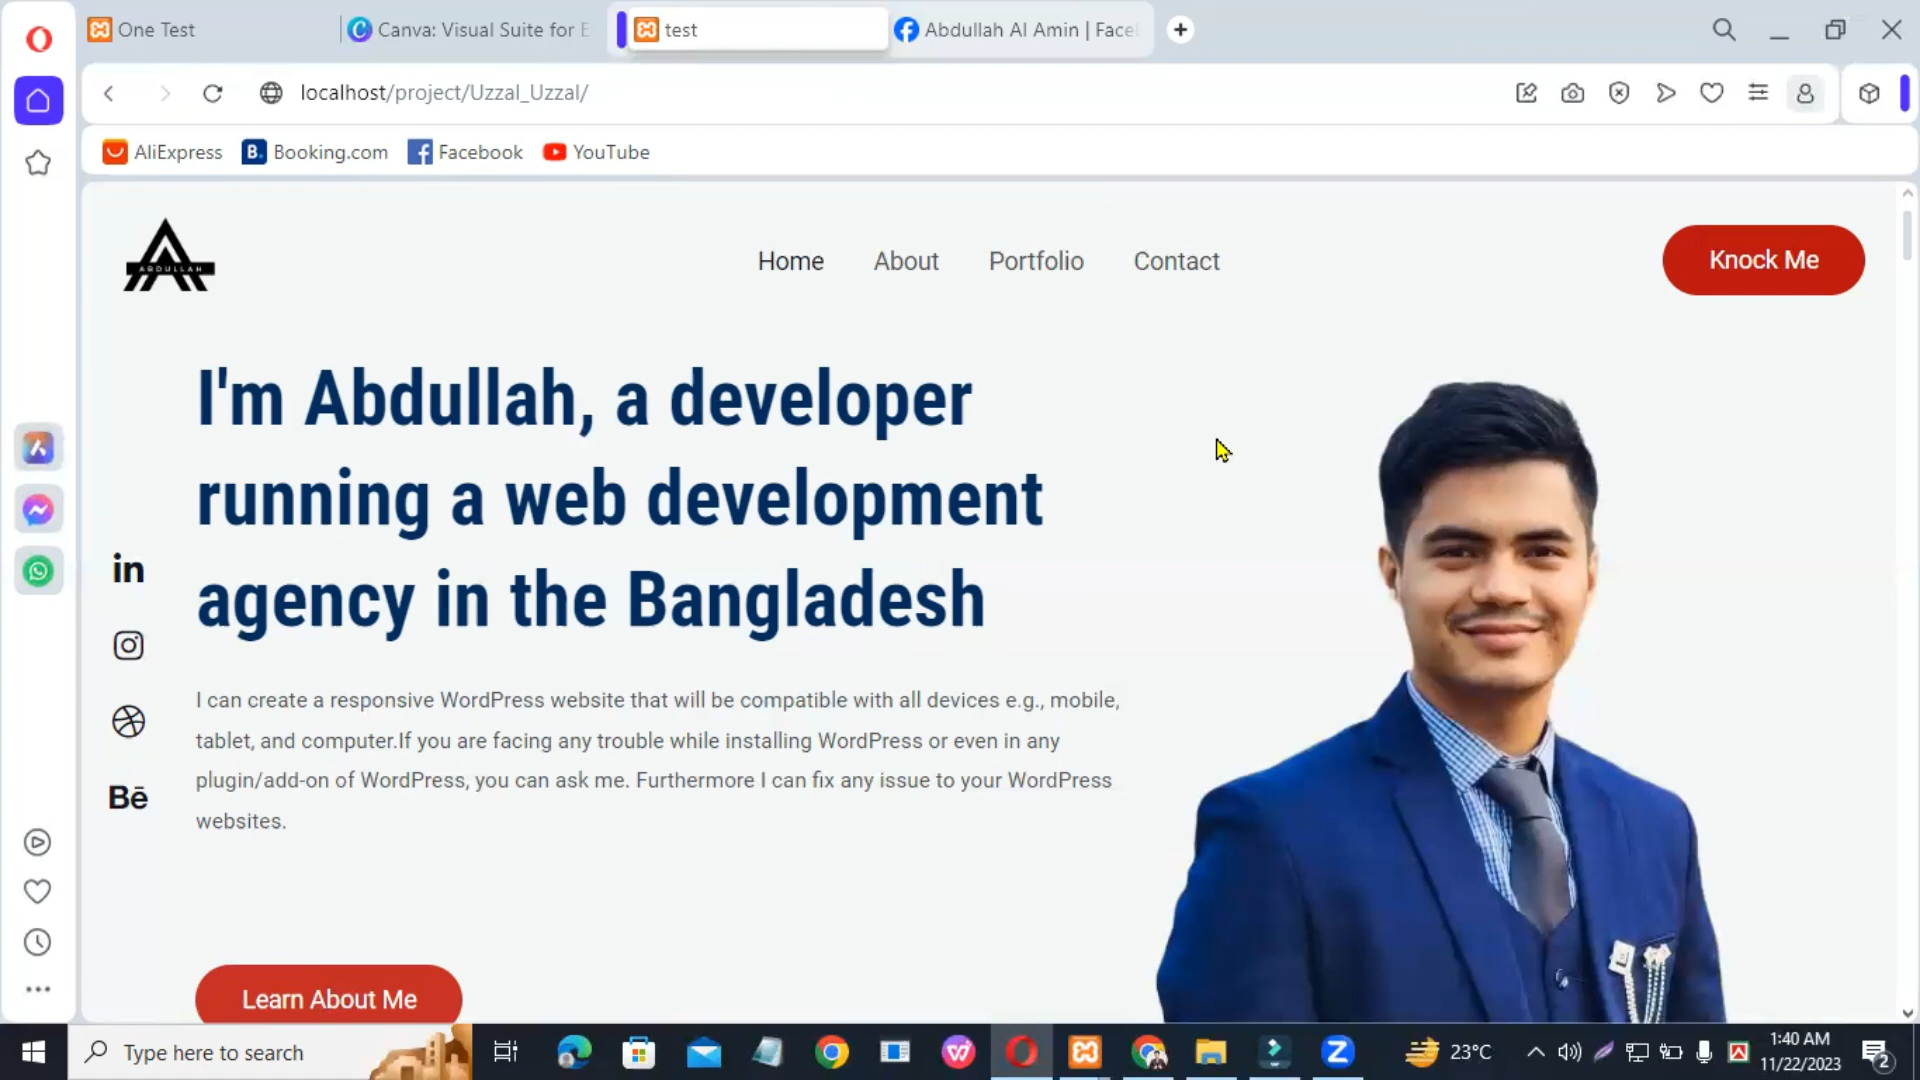 One Test
Canva: Visual Suite for E
test
Abdullah Al Amin | Facel
localhost/project/Uzzal_Uzzal/
AliExpress
B. Booking.com
Facebook
YouTube
ABDULLAH
Home
About
Portfolio
Contact
Knock Me
I'm Abdullah, a developer
running a web development
agency in the Bangladesh
in
Bē
I can create a responsive WordPress website that will be compatible with all devices e.g., mobile,
tablet, and computer.If you are facing any trouble while installing WordPress or even in any
plugin/add-on of WordPress, you can ask me. Furthermore I can fix any issue to your WordPress
websites.
Learn About Me
Type here to search
23°C
1:40 AM
11/22/2023
2